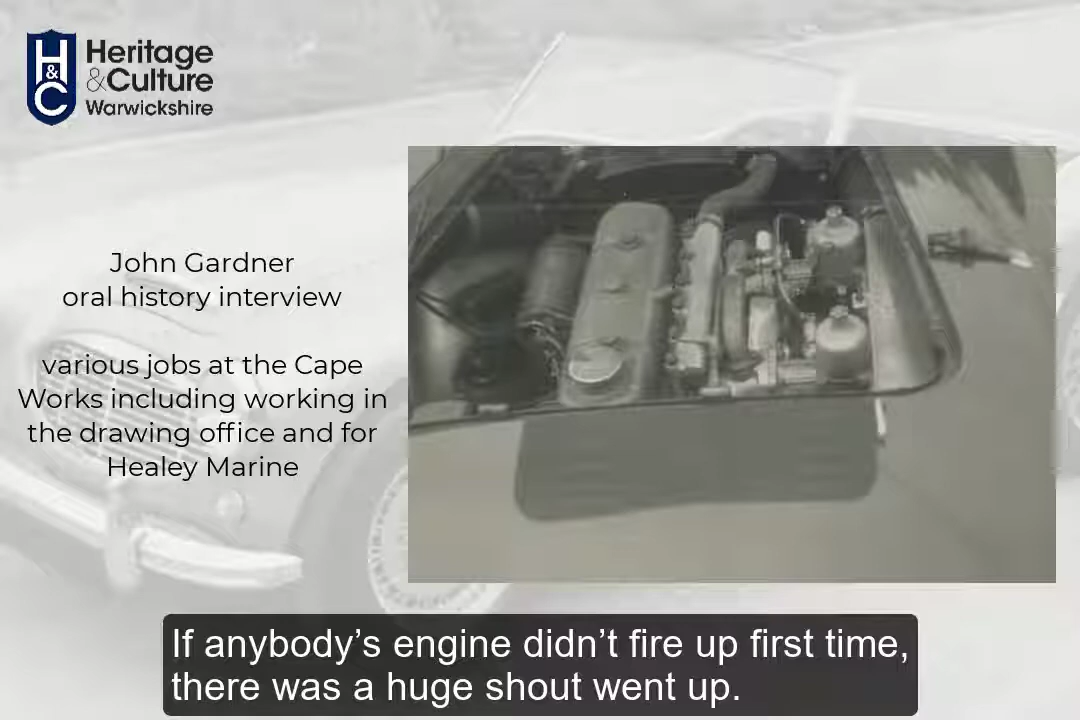 H
&
C
Heritage
&Culture
Warwickshire
John Gardner
oral history interview
various jobs at the Cape
Works including working in
the drawing office and for
Healey Marine
If anybody’s engine didn’t fire up first time,
there was a huge shout went up.